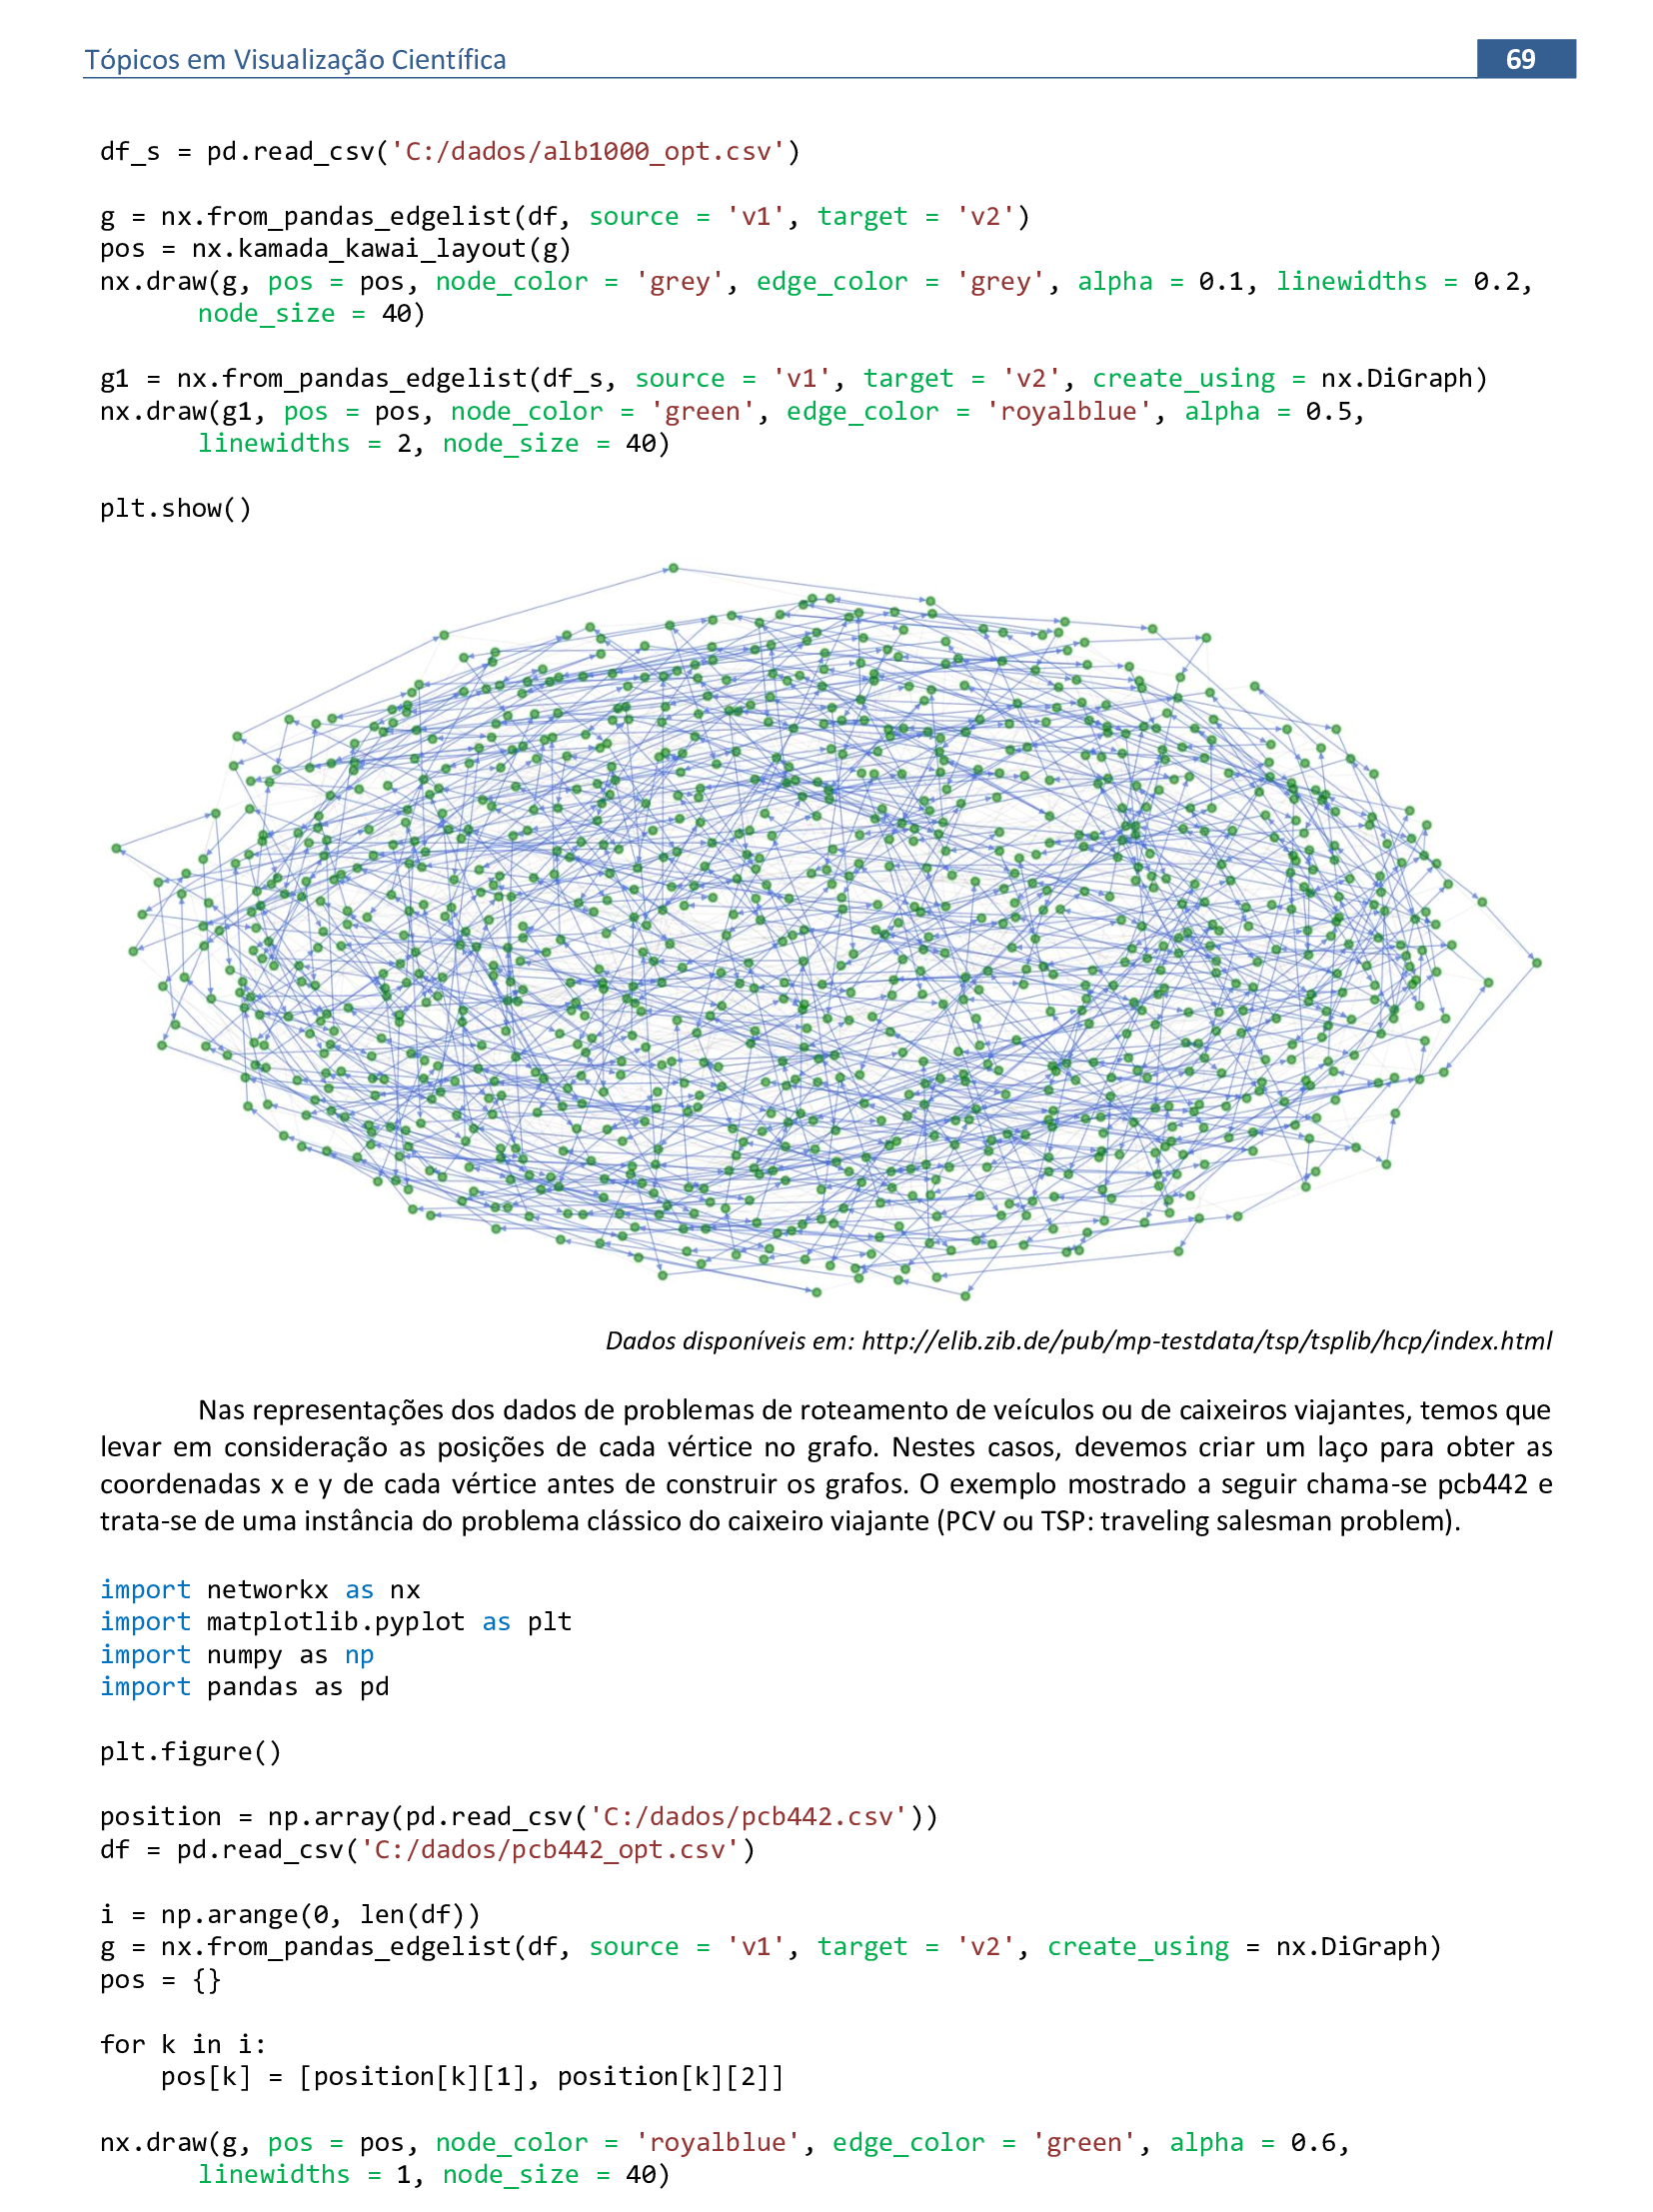 Tópicos em Visualização Científica 69
df_s = pd.read_csv('C:/dados/alb1000_opt.csv')
g = nx.from_pandas_edgelist(df, source = 'v1', target = 'v2')
pos = nx.kamada_kawai_layout(g)
nx.draw(g, pos = pos, node_color = 'grey', edge_color = 'grey', alpha = 0.1, linewidths = 0.2,
node_size = 40)
g1 = nx.from_pandas_edgelist(df_s, source = 'v1', target = 'v2', create_using = nx.DiGraph)
nx.draw(g1, pos = pos, node_color = 'green', edge_color = 'royalblue', alpha = 0.5,
linewidths = 2, node_size = 40)
plt.show()
Dados disponíveis em: http://elib.zib.de/pub/mp-testdata/tsp/tsplib/hcp/index.html
Nas representações dos dados de problemas de roteamento de veículos ou de caixeiros viajantes, temos que
levar em consideração as posições de cada vértice no grafo. Nestes casos, devemos criar um laço para obter as
coordenadas x e y de cada vértice antes de construir os grafos. O exemplo mostrado a seguir chama-se pcb442 e
trata-se de uma instância do problema clássico do caixeiro viajante (PCV ou TSP: traveling salesman problem).
import networkx as nx
import matplotlib.pyplot as plt
import numpy as np
import pandas as pd
plt.figure()
position = np.array(pd.read_csv('C:/dados/pcb442.csv'))
df = pd.read_csv('C:/dados/pcb442_opt.csv')
i = np.arange(0, len(df))
g = nx.from_pandas_edgelist(df, source = 'v1', target = 'v2', create_using = nx.DiGraph)
pos = {}
for k in i:
pos[k] = [position[k][1], position[k][2]]
nx.draw(g, pos = pos, node_color = 'royalblue', edge_color = 'green', alpha = 0.6,
linewidths = 1, node_size = 40)